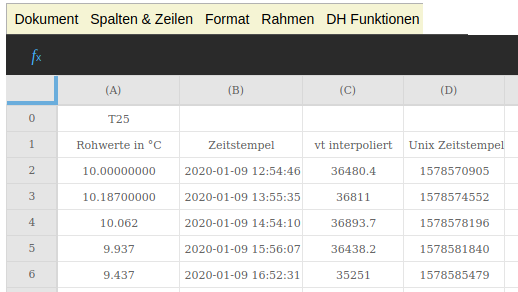 Dokument Spalten & Zeilen Format Rahmen DH Funktionen
fx
(A) (B) (C) (D)
0 T25
1 Rohwerte in °C Zeitstempel vt interpoliert Unix Zeitstempel
2 10.00000000 2020-01-09 12:54:46 36480.4 1578570905
3 10.18700000 2020-01-09 13:55:35 36811 1578574552
4 10.062 2020-01-09 14:54:10 36893.7 1578578196
5 9.937 2020-01-09 15:56:07 36438.2 1578581840
6 9.437 2020-01-09 16:52:31 35251 1578585479